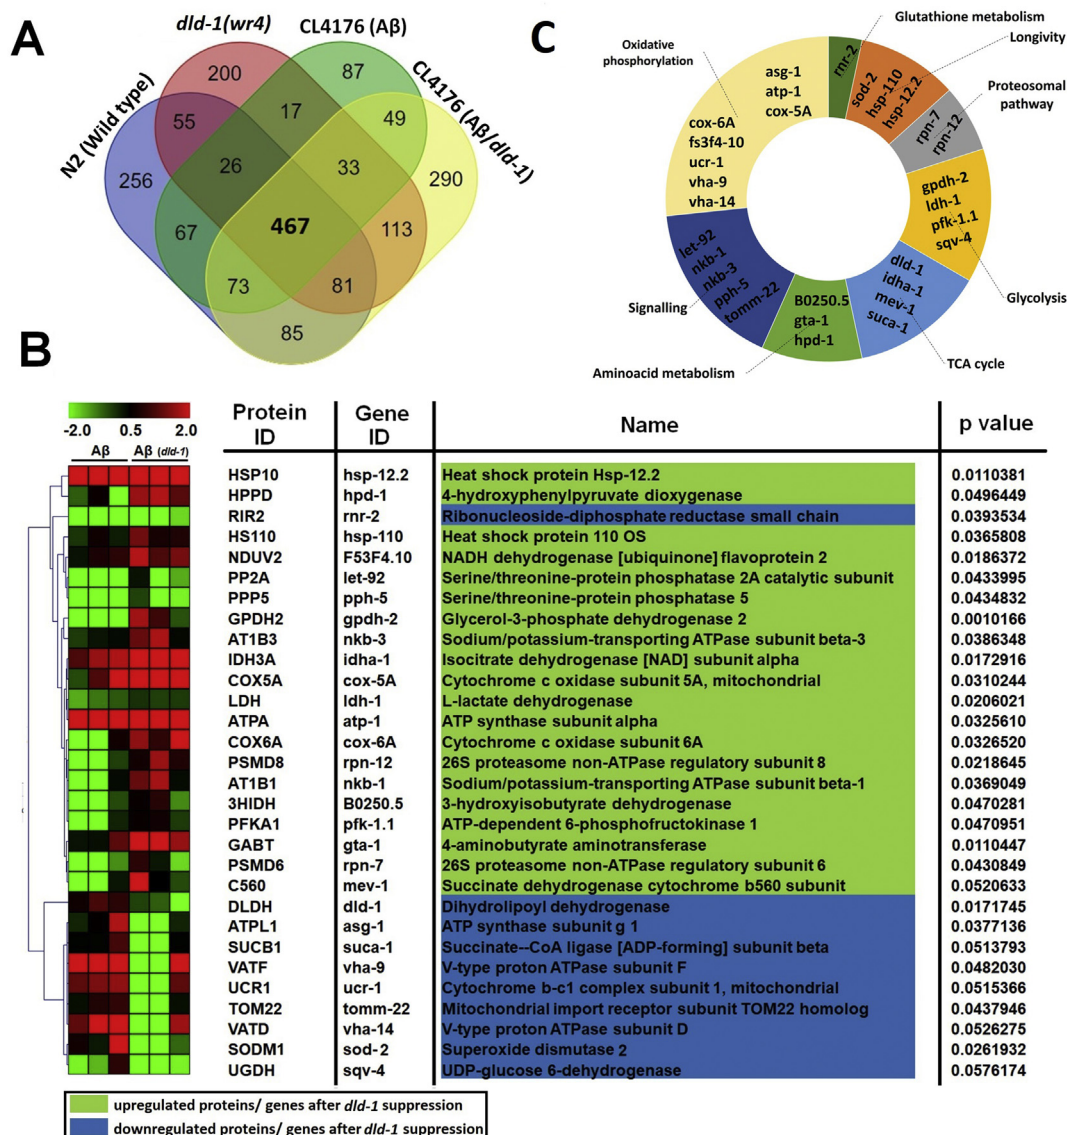 A
dld-1(wr4)
CL4176 (Aβ)
N2 (Wild type)
CL4176 (Aβ/dld-1)
200
87
55
17
49
256
26
33
290
67
467
113
73
81
85
C
Glutathione metabolism
Longivity
Proteosomal
pathway
Glycolysis
TCA cycle
Aminoacid metabolism
Signalling
Oxidative
phosphorylation
rnr-2
sod-2
hsp-110
hsp-12.2
rpn-7
rpn-12
gpdh-2
ldh-1
pfk-1.1
sqv-4
dld-1
idha-1
mev-1
suca-1
B0250.5
gta-1
hpd-1
let-92
nkb-1
nkb-3
pph-5
tomm-22
asg-1
atp-1
cox-5A
cox-6A
fs3f4-10
ucr-1
vha-9
vha-14
B
-2.0 0.5 2.0
Aβ Aβ (dld-1)
Protein ID Gene ID Name p value
HSP10 hsp-12.2 Heat shock protein Hsp-12.2 0.0110381
HPPD hpd-1 4-hydroxyphenylpyruvate dioxygenase 0.0496449
RIR2 rnr-2 Ribonucleoside-diphosphate reductase small chain 0.0393534
HS110 hsp-110 Heat shock protein 110 OS 0.0365808
NDUV2 F53F4.10 NADH dehydrogenase [ubiquinone] flavoprotein 2 0.0186372
PP2A let-92 Serine/threonine-protein phosphatase 2A catalytic subunit 0.0433995
PPP5 pph-5 Serine/threonine-protein phosphatase 5 0.0434832
GPDH2 gpdh-2 Glycerol-3-phosphate dehydrogenase 2 0.0010166
AT1B3 nkb-3 Sodium/potassium-transporting ATPase subunit beta-3 0.0386348
IDH3A idha-1 Isocitrate dehydrogenase [NAD] subunit alpha 0.0172916
COX5A cox-5A Cytochrome c oxidase subunit 5A, mitochondrial 0.0310244
LDH ldh-1 L-lactate dehydrogenase 0.0206021
ATPA atp-1 ATP synthase subunit alpha 0.0325610
COX6A cox-6A Cytochrome c oxidase subunit 6A 0.0326520
PSMD8 rpn-12 26S proteasome non-ATPase regulatory subunit 8 0.0218645
AT1B1 nkb-1 Sodium/potassium-transporting ATPase subunit beta-1 0.0369049
3HIDH B0250.5 3-hydroxyisobutyrate dehydrogenase 0.0470281
PFKA1 pfk-1.1 ATP-dependent 6-phosphofructokinase 1 0.0470951
GABT gta-1 4-aminobutyrate aminotransferase 0.0110447
PSMD6 rpn-7 26S proteasome non-ATPase regulatory subunit 6 0.0430849
C560 mev-1 Succinate dehydrogenase cytochrome b560 subunit 0.0520633
DLDH dld-1 Dihydrolipoyl dehydrogenase 0.0171745
ATPL1 asg-1 ATP synthase subunit g 1 0.0377136
SUCB1 suca-1 Succinate--CoA ligase [ADP-forming] subunit beta 0.0513793
VATF vha-9 V-type proton ATPase subunit F 0.0482030
UCR1 ucr-1 Cytochrome b-c1 complex subunit 1, mitochondrial 0.0515366
TOM22 tomm-22 Mitochondrial import receptor subunit TOM22 homolog 0.0437946
VATD vha-14 V-type proton ATPase subunit D 0.0526275
SODM1 sod-2 Superoxide dismutase 2 0.0261932
UGDH sqv-4 UDP-glucose 6-dehydrogenase 0.0576174
upregulated proteins/ genes after dld-1 suppression
downregulated proteins/ genes after dld-1 suppression